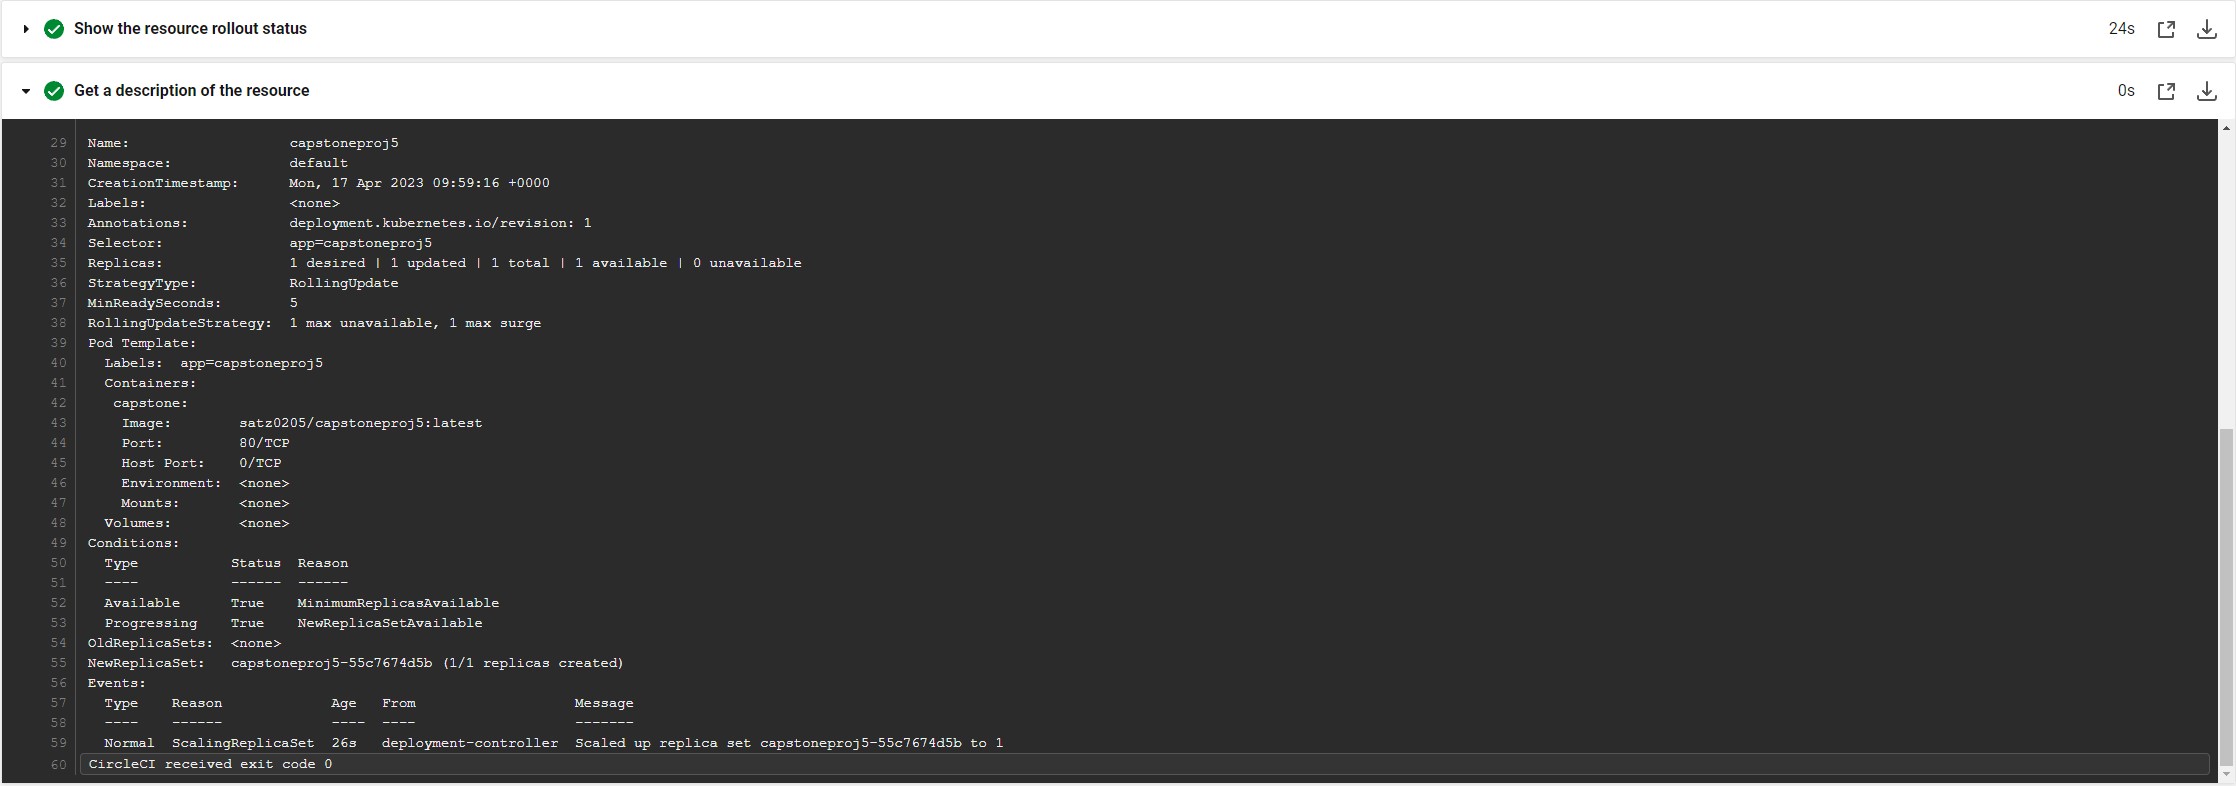 Show the resource rollout status 24s
Get a description of the resource 0s
29 Name: capstoneproj5
30 Namespace: default
31 CreationTimestamp: Mon, 17 Apr 2023 09:59:16 +0000
32 Labels: <none>
33 Annotations: deployment.kubernetes.io/revision: 1
34 Selector: app=capstoneproj5
35 Replicas: 1 desired | 1 updated | 1 total | 1 available | 0 unavailable
36 StrategyType: RollingUpdate
37 MinReadySeconds: 5
38 RollingUpdateStrategy: 1 max unavailable, 1 max surge
39 Pod Template:
40 Labels: app=capstoneproj5
41 Containers:
42 capstone:
43 Image: satz0205/capstoneproj5:latest
44 Port: 80/TCP
45 Host Port: 0/TCP
46 Environment: <none>
47 Mounts: <none>
48 Volumes: <none>
49 Conditions:
50 Type Status Reason
51 ---- ------ ------
52 Available True MinimumReplicasAvailable
53 Progressing True NewReplicaSetAvailable
54 OldReplicaSets: <none>
55 NewReplicaSet: capstoneproj5-55c7674d5b (1/1 replicas created)
56 Events:
57 Type Reason Age From Message
58 ---- ------ ---- ---- -------
59 Normal ScalingReplicaSet 26s deployment-controller Scaled up replica set capstoneproj5-55c7674d5b to 1
60 CircleCI received exit code 0